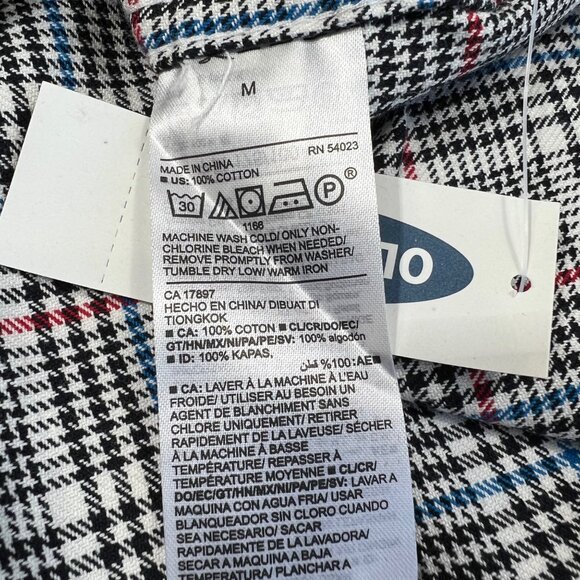 M
RN 54023
MADE IN CHINA
■ US: 100% COTTON
30
P®
1166
MACHINE WASH COLD/ ONLY NON-
CHLORINE BLEACH WHEN NEEDED/
REMOVE PROMPTLY FROM WASHER/
TUMBLE DRY LOW/ WARM IRON
CA 17897
HECHO EN CHINA/ DIBUAT DI
TIONGKOK
■ CA: 100% COTON ■ CL/CR/DO/EC/
GT/HN/MX/NI/PA/PE/SV: 100% algodón
■ ID: 100% KAPAS.
■ AE: 100% قطن
■ CA: LAVER À LA MACHINE À L'EAU
FROIDE/ UTILISER AU BESOIN UN
AGENT DE BLANCHIMENT SANS
CHLORE UNIQUEMENT/ RETIRER
RAPIDEMENT DE LA LAVEUSE/ SÉCHER
À LA MACHINE À BASSE
TEMPÉRATURE/ REPASSER À
TEMPÉRATURE MOYENNE ■ CL/CR/
DO/EC/GT/HN/MX/NI/PA/PE/SV: LAVAR A
MAQUINA CON AGUA FRIA/ USAR
BLANQUEADOR SIN CLORO CUANDO
SEA NECESARIO/ SACAR
RAPIDAMENTE DE LA LAVADORA/
SECAR A MAQUINA A BAJA
TEMPERATURA/ PLANCHAR A